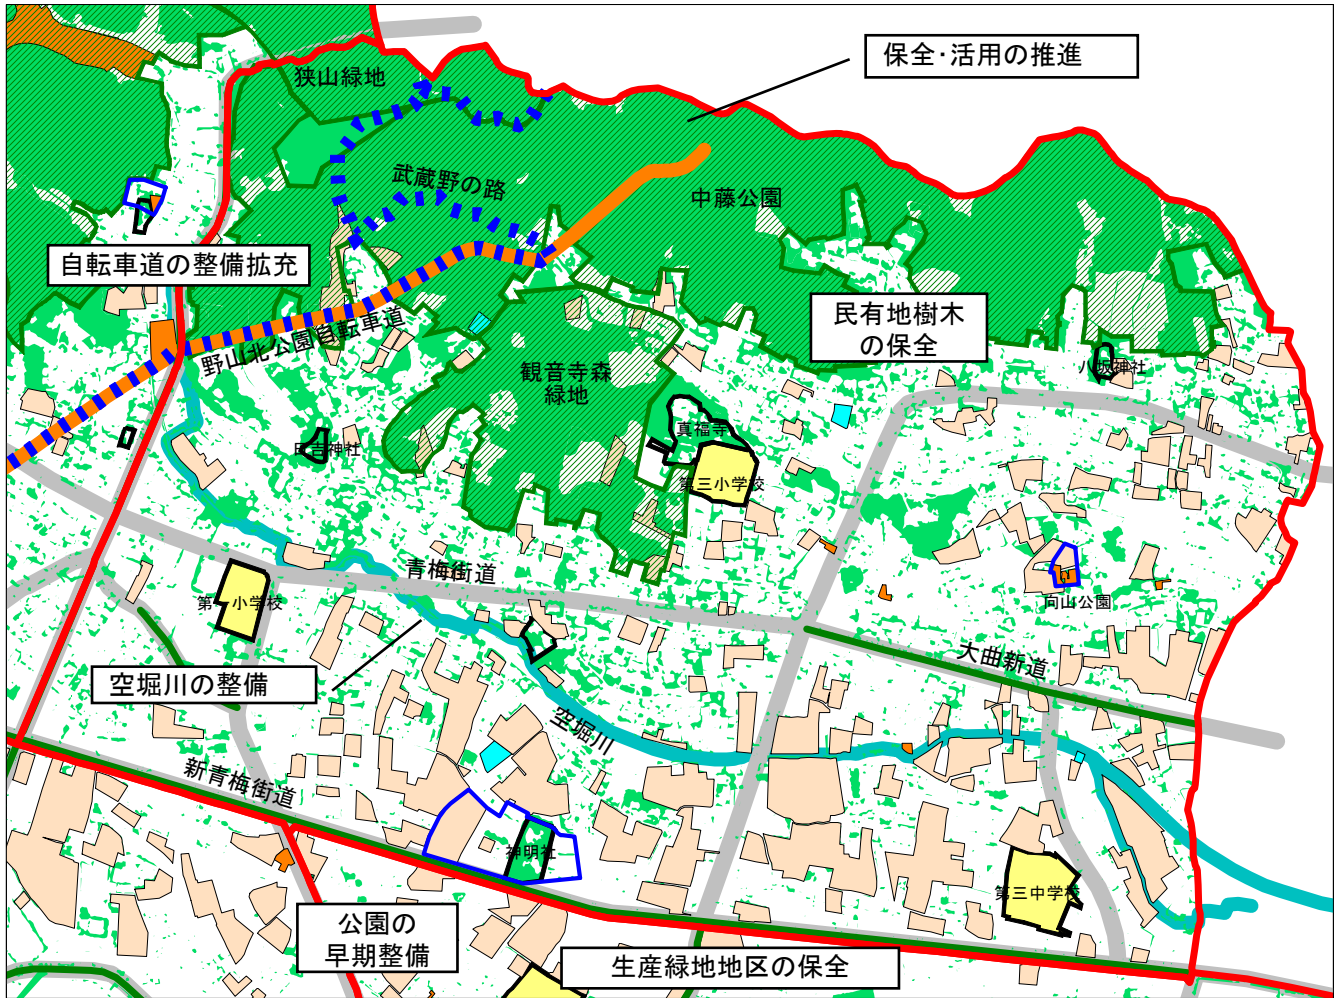 保全・活用の推進
狭山緑地
武蔵野の路
中藤公園
自転車道の整備拡充
民有地樹木
の保全
野山北公園自転車道
観音寺森
緑地
八坂神社
真福寺
日吉神社
第三小学校
青梅街道
第一小学校
向山公園
大曲新道
空堀川の整備
空堀川
新青梅街道
神明社
第三中学校
公園の
早期整備
生産緑地地区の保全